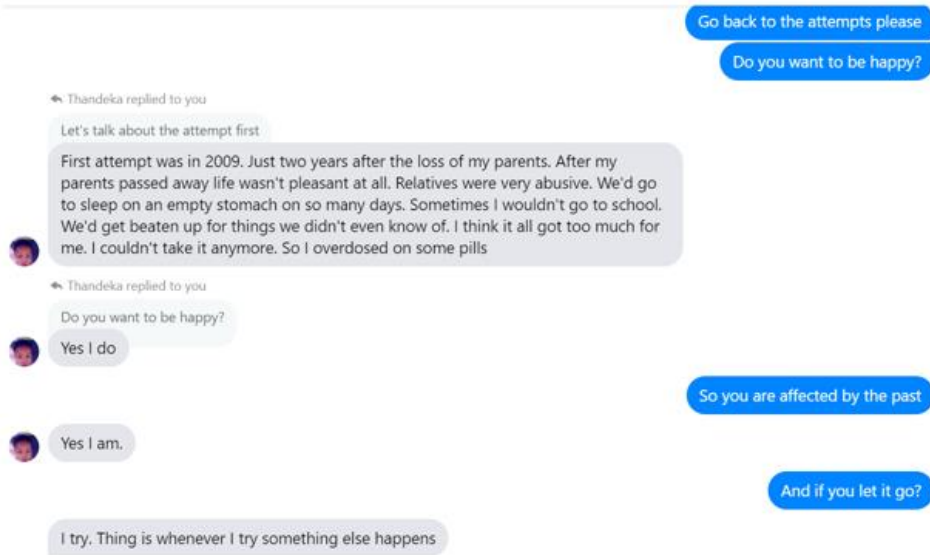 Go back to the attempts please
Do you want to be happy?
Thandeka replied to you
Let's talk about the attempt first
First attempt was in 2009. Just two years after the loss of my parents. After my
parents passed away life wasn't pleasant at all. Relatives were very abusive. We'd go
to sleep on an empty stomach on so many days. Sometimes I wouldn't go to school.
We'd get beaten up for things we didn't even know of. I think it all got too much for
me. I couldn't take it anymore. So I overdosed on some pills
Thandeka replied to you
Do you want to be happy?
Yes I do
So you are affected by the past
Yes I am.
And if you let it go?
I try. Thing is whenever I try something else happens